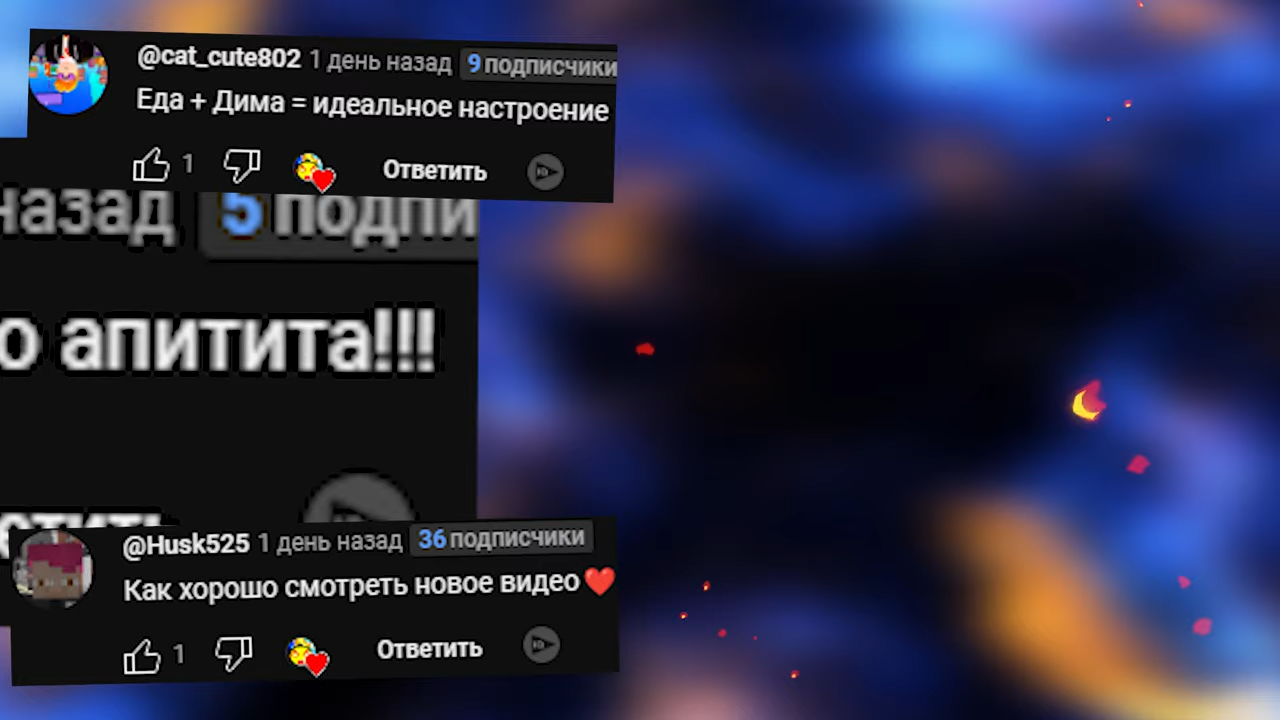 @cat_cute802 1 день назад 9 подписчики
Еда + Дима = идеальное настроение
1 Ответить
назад 5 подпи
о апитита!!!
@Husk525 1 день назад 36 подписчики
Как хорошо смотреть новое видео❤️
1 Ответить